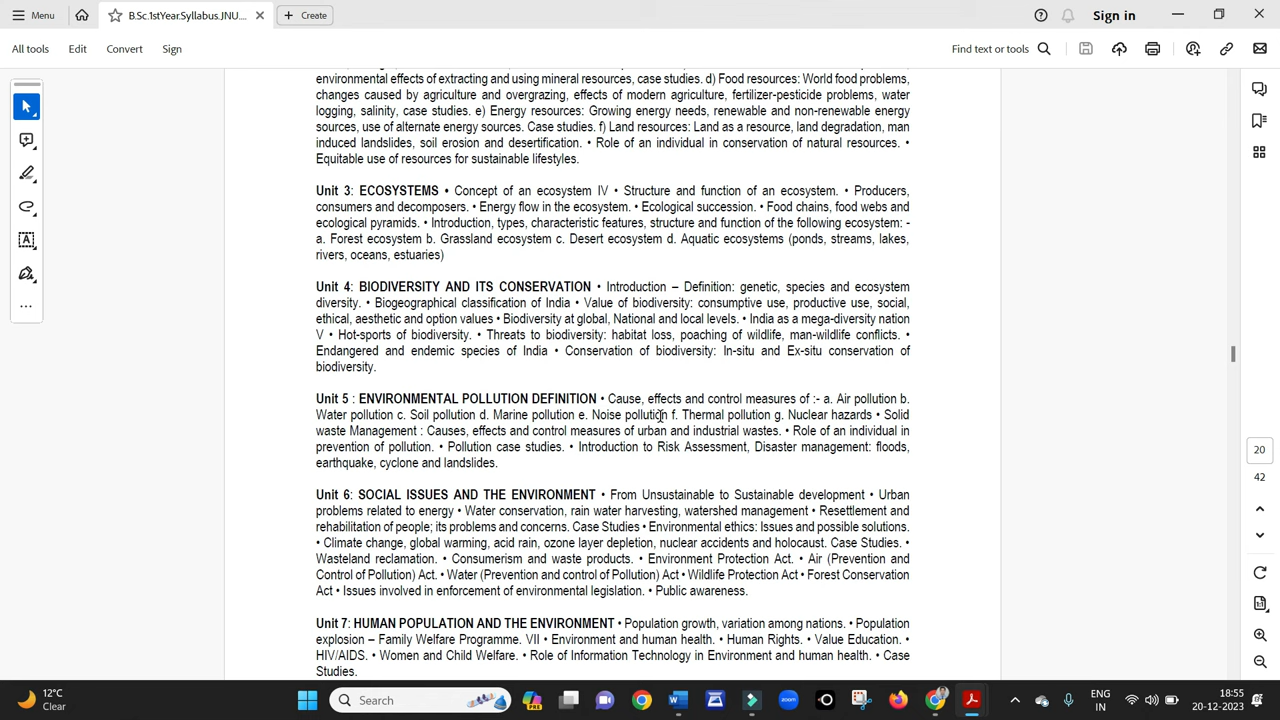 Menu
B.Sc.1stYear.Syllabus.JNU....
Create
Sign in
All tools Edit Convert Sign
Find text or tools
environmental effects of extracting and using mineral resources, case studies. d) Food resources: World food problems,
changes caused by agriculture and overgrazing, effects of modern agriculture, fertilizer-pesticide problems, water
logging, salinity, case studies. e) Energy resources: Growing energy needs, renewable and non-renewable energy
sources, use of alternate energy sources. Case studies. f) Land resources: Land as a resource, land degradation, man
induced landslides, soil erosion and desertification. • Role of an individual in conservation of natural resources. •
Equitable use of resources for sustainable lifestyles.
Unit 3: ECOSYSTEMS • Concept of an ecosystem IV • Structure and function of an ecosystem. • Producers,
consumers and decomposers. • Energy flow in the ecosystem. • Ecological succession. • Food chains, food webs and
ecological pyramids. • Introduction, types, characteristic features, structure and function of the following ecosystem: -
a. Forest ecosystem b. Grassland ecosystem c. Desert ecosystem d. Aquatic ecosystems (ponds, streams, lakes,
rivers, oceans, estuaries)
Unit 4: BIODIVERSITY AND ITS CONSERVATION • Introduction – Definition: genetic, species and ecosystem
diversity. • Biogeographical classification of India • Value of biodiversity: consumptive use, productive use, social,
ethical, aesthetic and option values • Biodiversity at global, National and local levels. • India as a mega-diversity nation
V • Hot-sports of biodiversity. • Threats to biodiversity: habitat loss, poaching of wildlife, man-wildlife conflicts. •
Endangered and endemic species of India • Conservation of biodiversity: In-situ and Ex-situ conservation of
biodiversity.
Unit 5 : ENVIRONMENTAL POLLUTION DEFINITION • Cause, effects and control measures of :- a. Air pollution b.
Water pollution c. Soil pollution d. Marine pollution e. Noise pollution f. Thermal pollution g. Nuclear hazards • Solid
waste Management : Causes, effects and control measures of urban and industrial wastes. • Role of an individual in
prevention of pollution. • Pollution case studies. • Introduction to Risk Assessment, Disaster management: floods,
earthquake, cyclone and landslides.
Unit 6: SOCIAL ISSUES AND THE ENVIRONMENT • From Unsustainable to Sustainable development • Urban
problems related to energy • Water conservation, rain water harvesting, watershed management • Resettlement and
rehabilitation of people; its problems and concerns. Case Studies • Environmental ethics: Issues and possible solutions.
• Climate change, global warming, acid rain, ozone layer depletion, nuclear accidents and holocaust. Case Studies. •
Wasteland reclamation. • Consumerism and waste products. • Environment Protection Act. • Air (Prevention and
Control of Pollution) Act. • Water (Prevention and control of Pollution) Act • Wildlife Protection Act • Forest Conservation
Act • Issues involved in enforcement of environmental legislation. • Public awareness.
Unit 7: HUMAN POPULATION AND THE ENVIRONMENT • Population growth, variation among nations. • Population
explosion – Family Welfare Programme. VII • Environment and human health. • Human Rights. • Value Education. •
HIV/AIDS. • Women and Child Welfare. • Role of Information Technology in Environment and human health. • Case
Studies.
20
42
12°C
Clear
Search
zoom
ENG
IN
18:55
20-12-2023